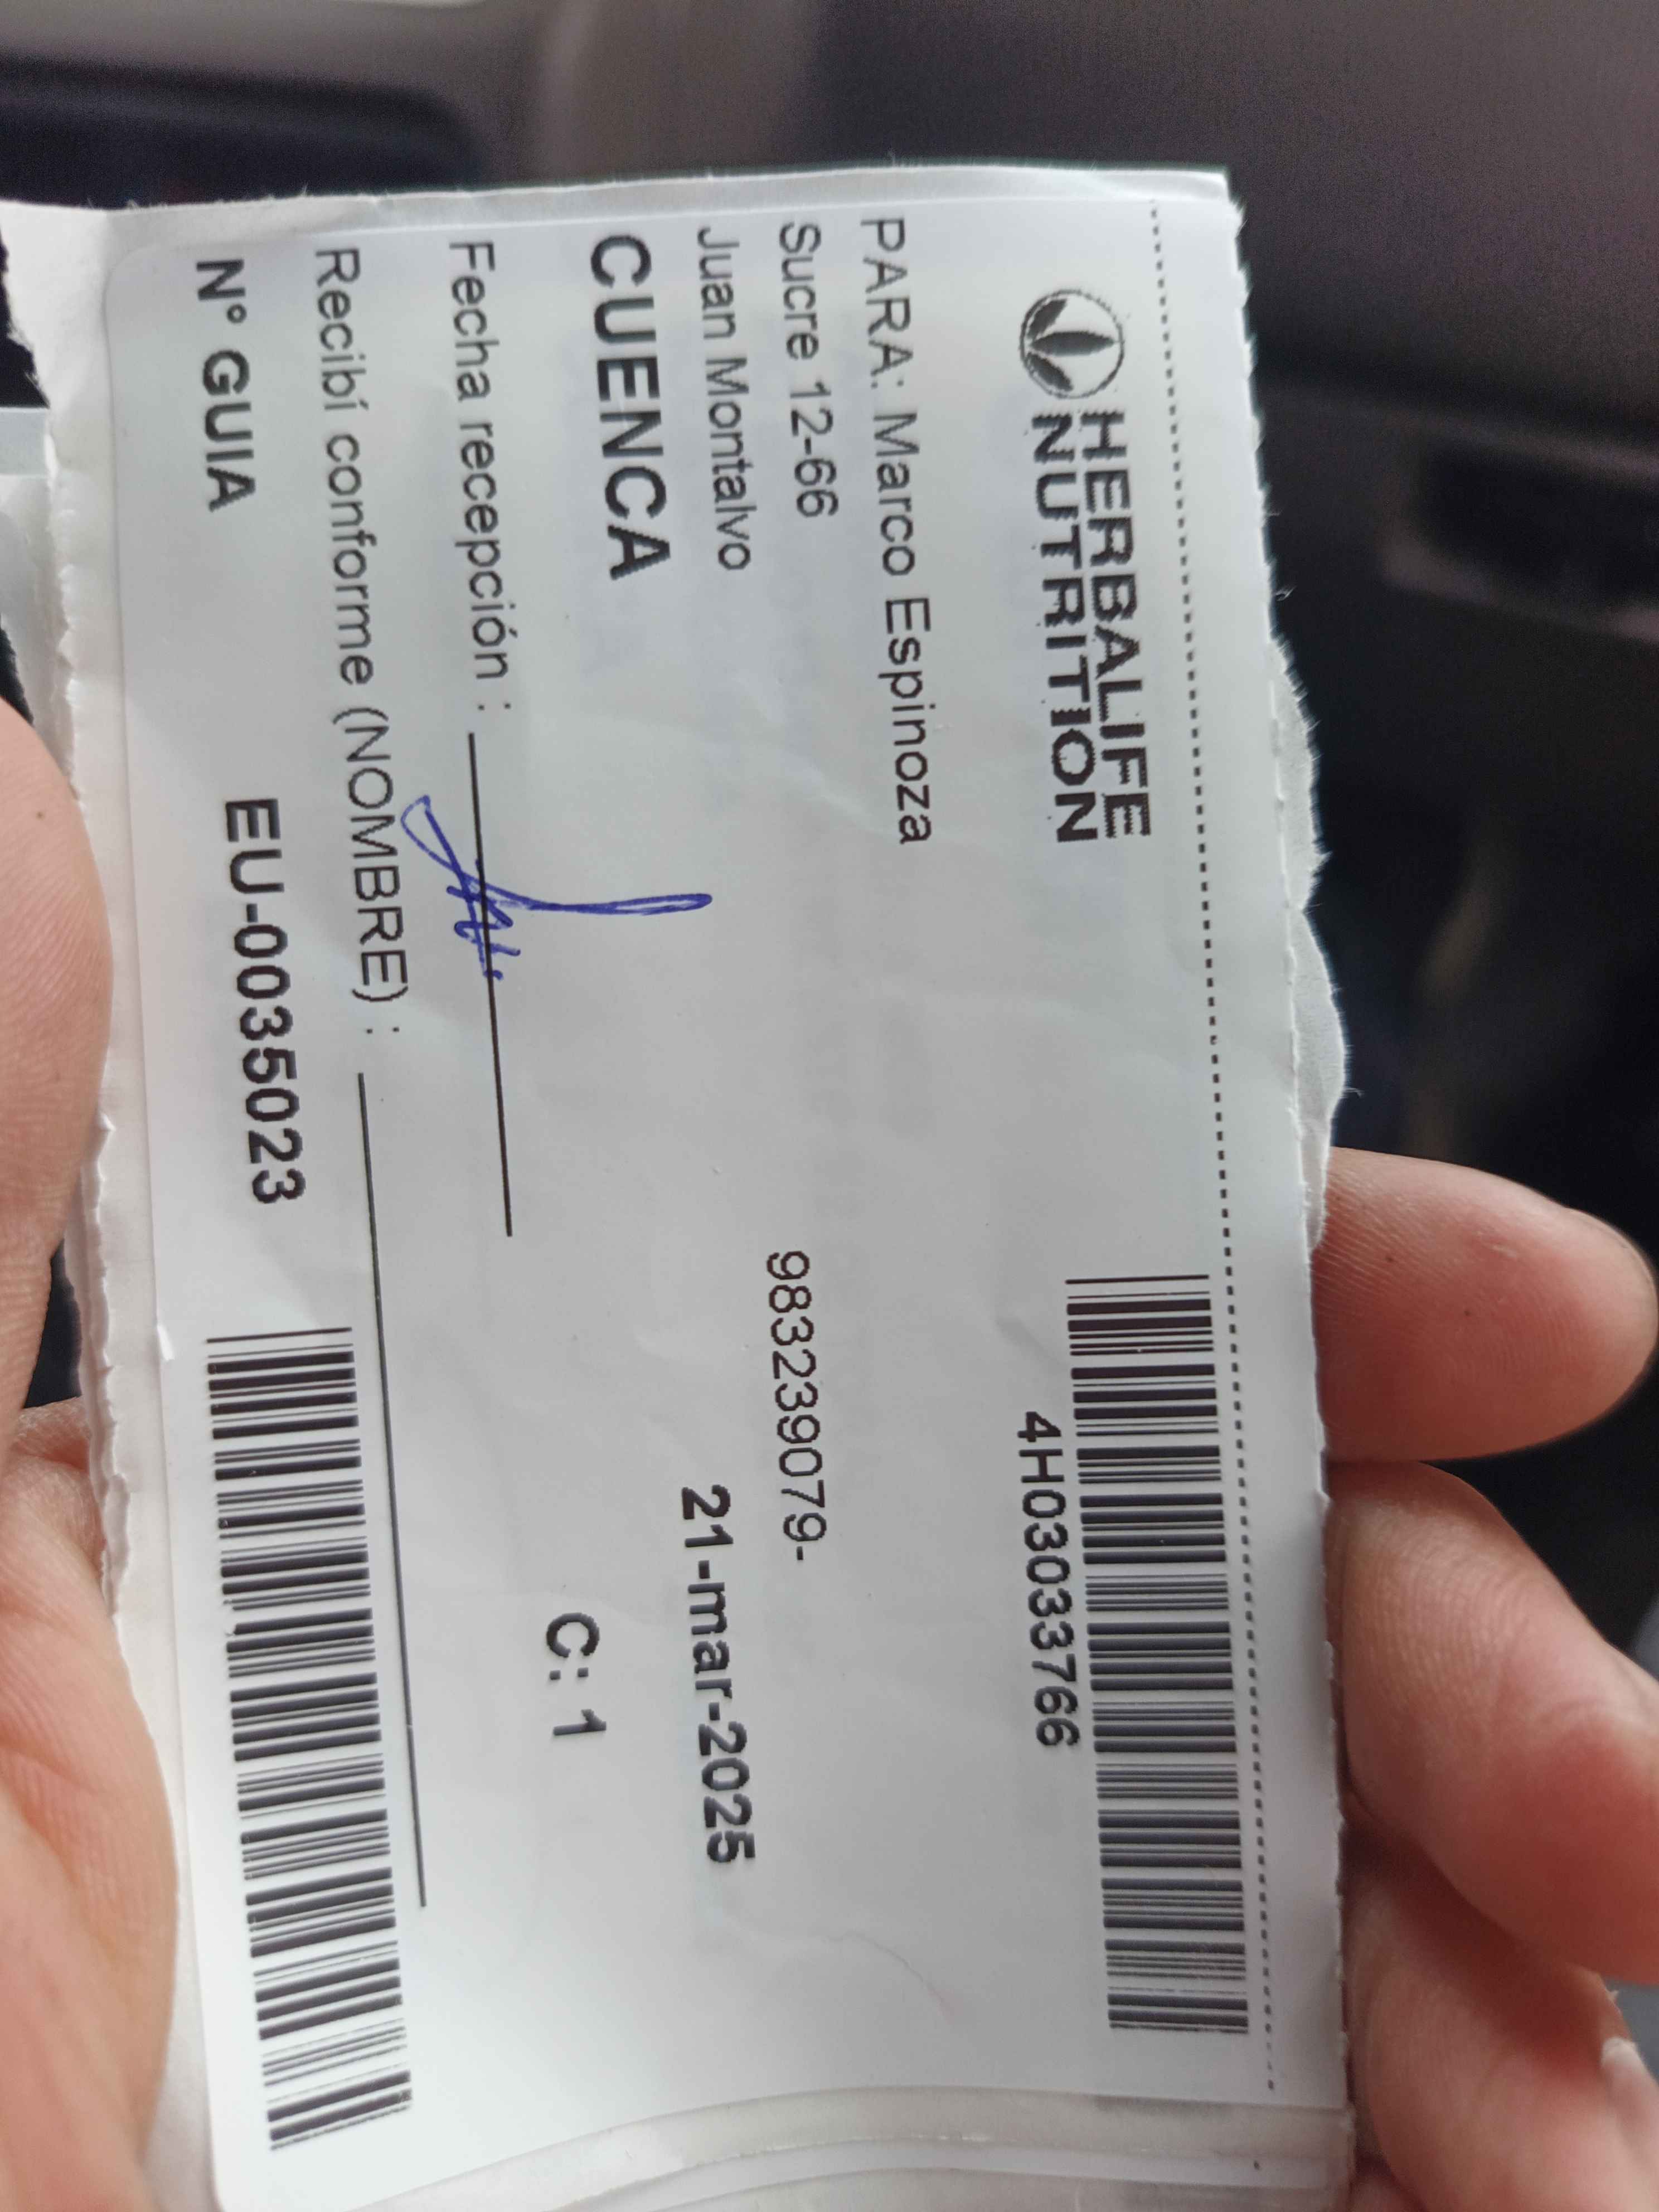 HERBALIFE
NUTRITION
4H03033766
PARA: Marco Espinoza
Sucre 12-66
983239079-
Juan Montalvo
21-mar-2025
CUENCA
C: 1
Fecha recepción :
Recibí conforme (NOMBRE) :
N° GUIA EU-0035023